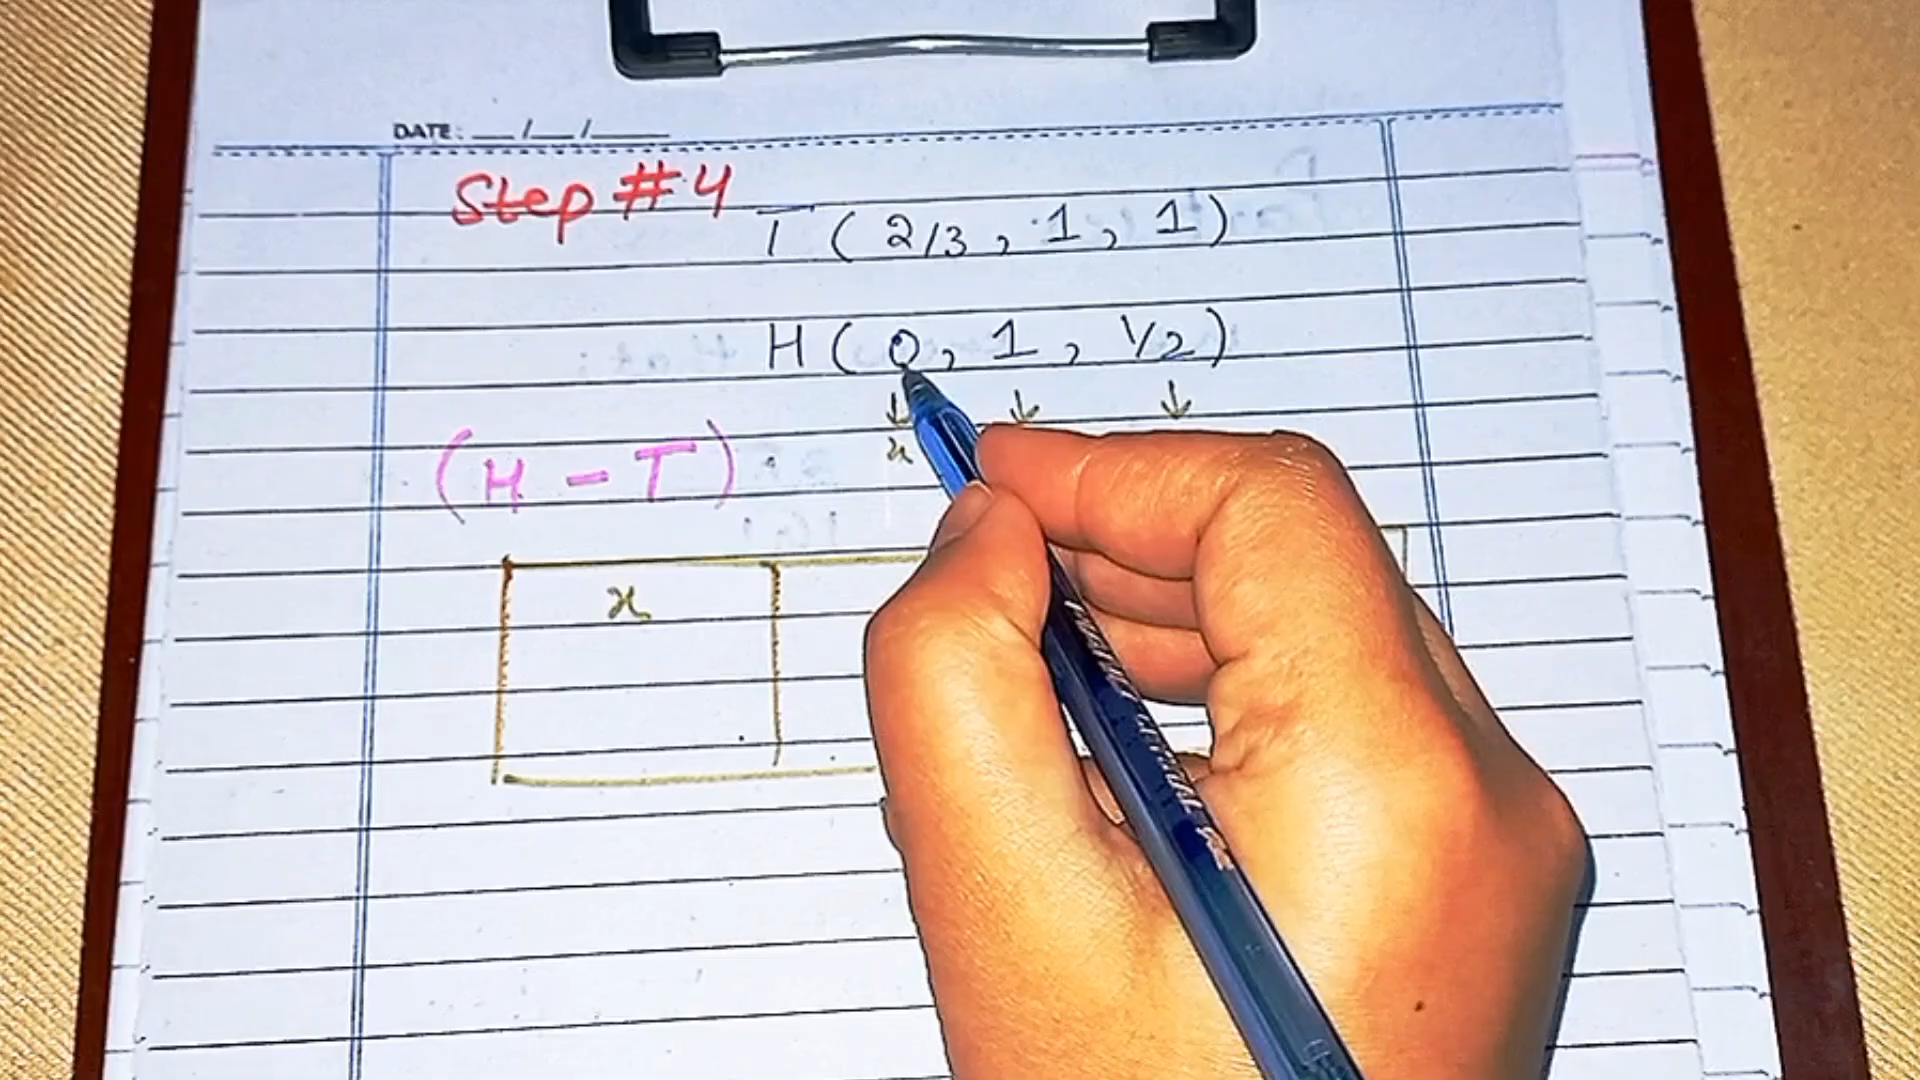 DATE: __/__/____
Step #4
T ( 2/3 , 1 , 1 )
H ( 0 , 1 , 1/2 )
↓ ↓ ↓
x
(H - T)
x